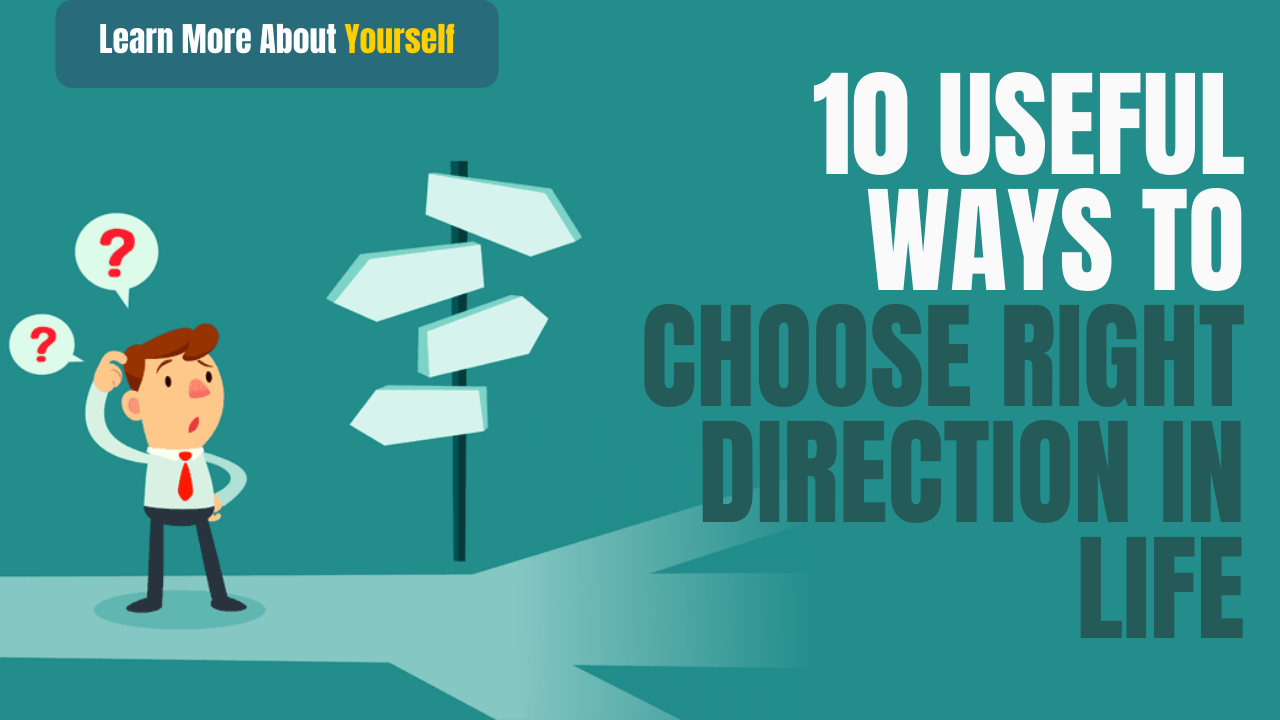 Learn More About Yourself
10 USEFUL
WAYS TO
CHOOSE RIGHT
DIRECTION IN
LIFE
?
?